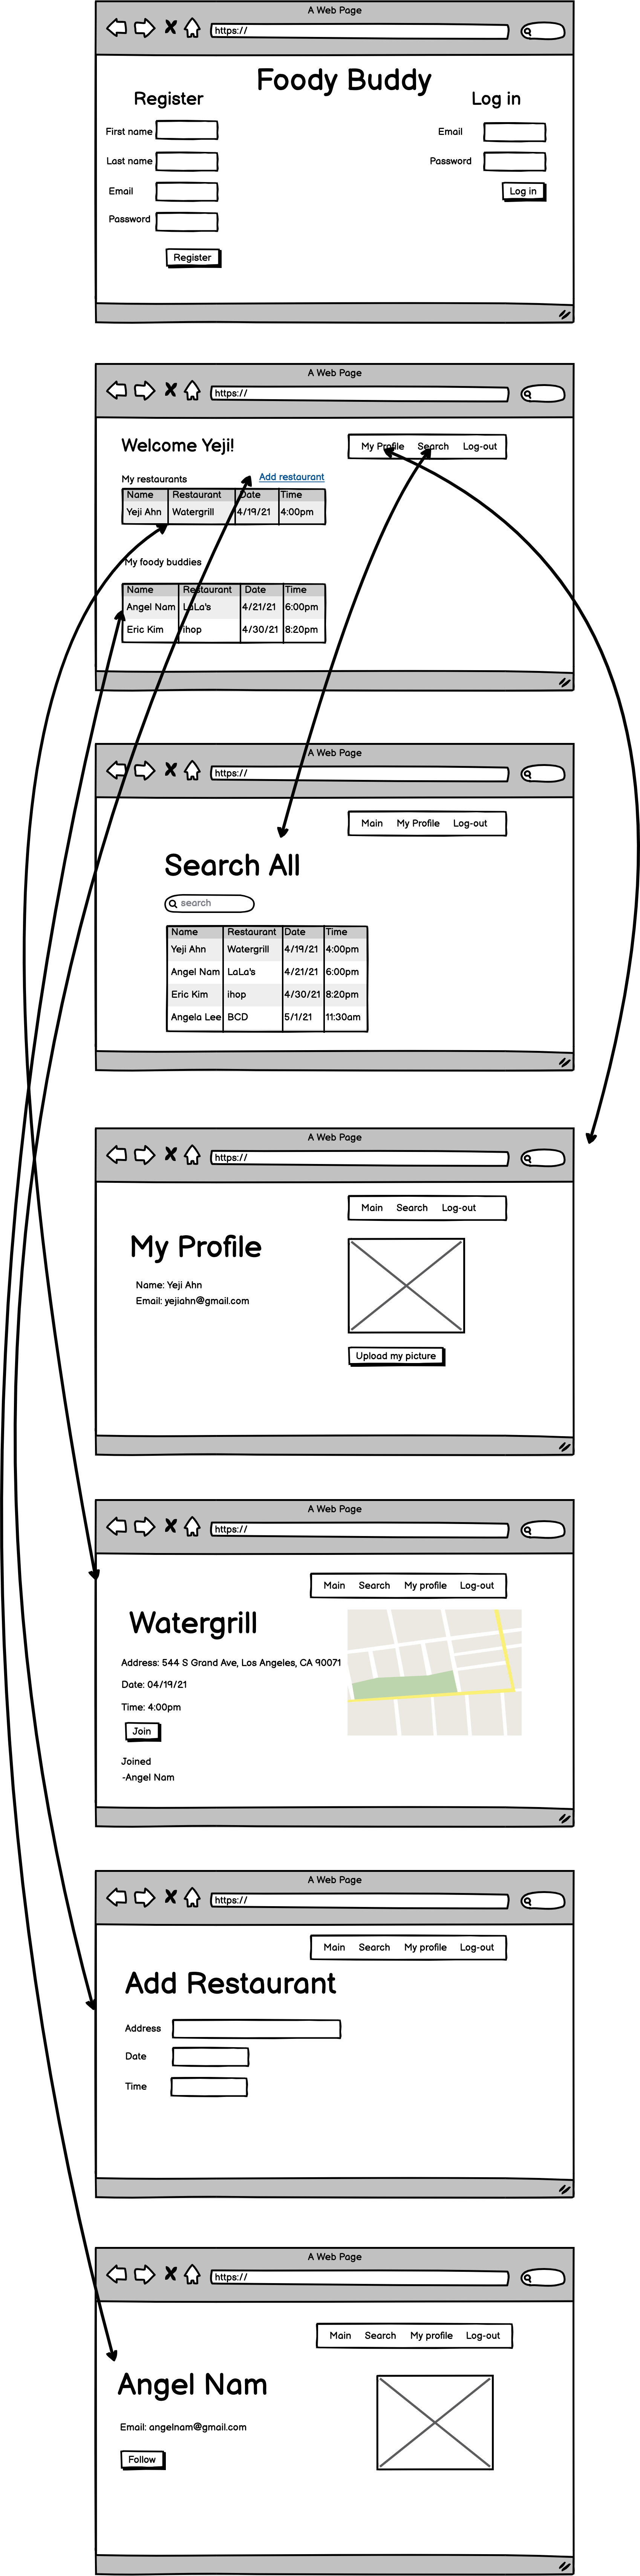 A Web Page
https://
Foody Buddy
Register
Log in
First name
Email
Last name
Password
Email
Log in
Password
Register
A Web Page
https://
Welcome Yeji!
My Profile Search Log-out
My restaurants
Add restaurant
Name Restaurant Date Time
Yeji Ahn Watergrill 4/19/21 4:00pm
My foody buddies
Name Restaurant Date Time
Angel Nam LaLa's 4/21/21 6:00pm
Eric Kim ihop 4/30/21 8:20pm
A Web Page
https://
Main My Profile Log-out
Search All
search
Name Restaurant Date Time
Yeji Ahn Watergrill 4/19/21 4:00pm
Angel Nam LaLa's 4/21/21 6:00pm
Eric Kim ihop 4/30/21 8:20pm
Angela Lee BCD 5/1/21 11:30am
A Web Page
https://
Main Search Log-out
My Profile
Name: Yeji Ahn
Email: yejiahn@gmail.com
Upload my picture
A Web Page
https://
Main Search My profile Log-out
Watergrill
Address: 544 S Grand Ave, Los Angeles, CA 90071
Date: 04/19/21
Time: 4:00pm
Join
Joined
-Angel Nam
A Web Page
https://
Main Search My profile Log-out
Add Restaurant
Address
Date
Time
A Web Page
https://
Main Search My profile Log-out
Angel Nam
Email: angelnam@gmail.com
Follow